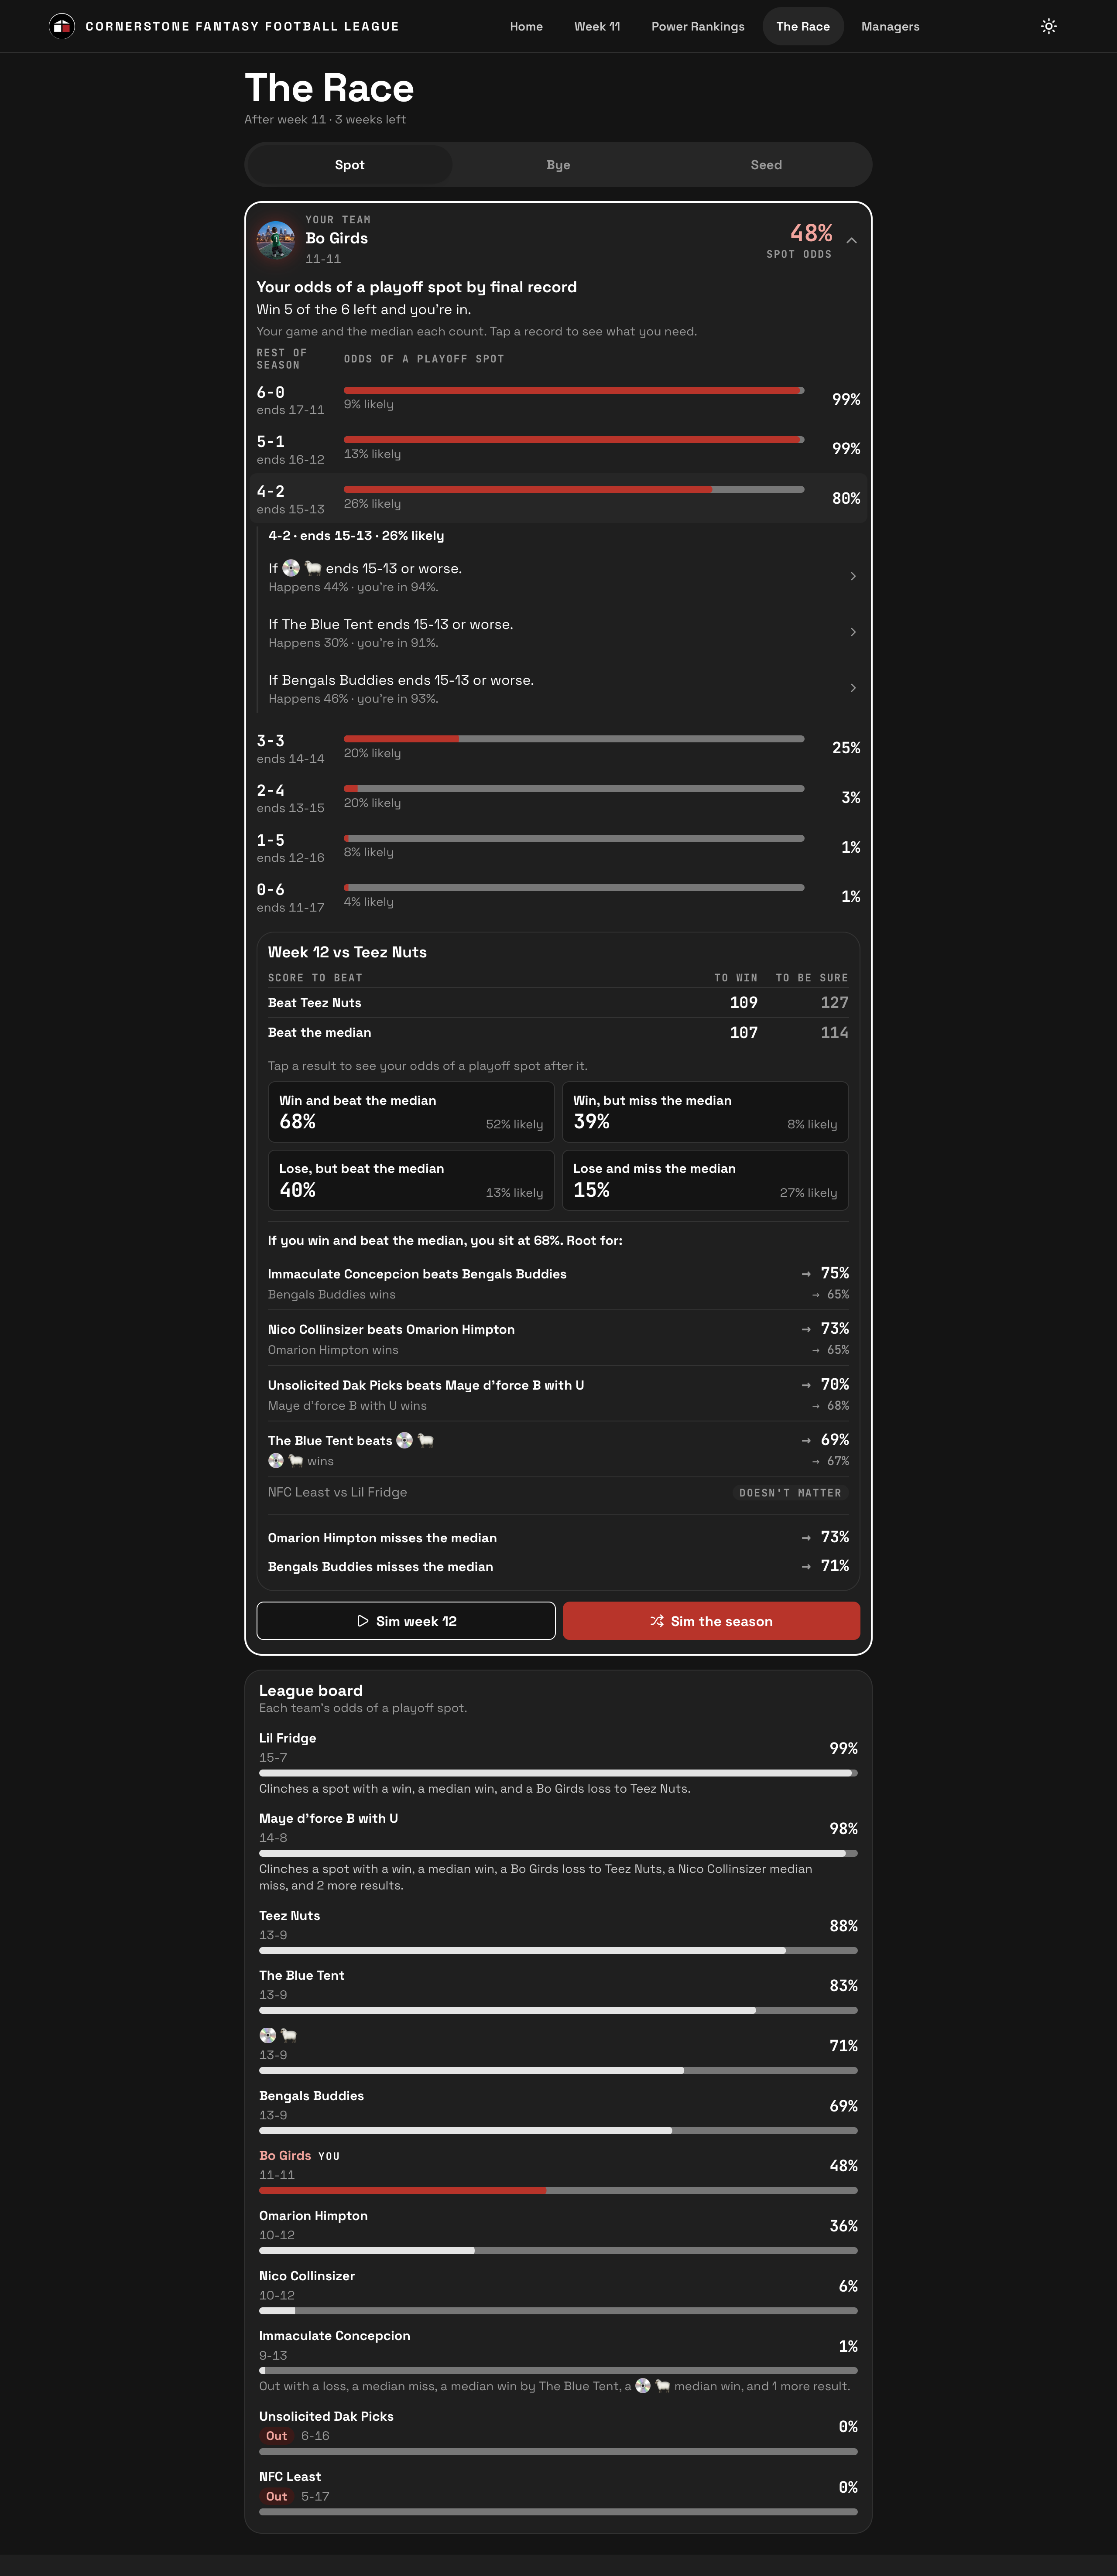 CORNERSTONE FANTASY FOOTBALL LEAGUE
Home
Week 11
Power Rankings
The Race
Managers
The Race
After week 11 · 3 weeks left
Spot
Bye
Seed
YOUR TEAM
Bo Girds
11-11
48%
SPOT ODDS
Your odds of a playoff spot by final record
Win 5 of the 6 left and you're in.
Your game and the median each count. Tap a record to see what you need.
REST OF SEASON
ODDS OF A PLAYOFF SPOT
6-0
ends 17-11
9% likely
99%
5-1
ends 16-12
13% likely
99%
4-2
ends 15-13
26% likely
80%
4-2 · ends 15-13 · 26% likely
If 💿 🐑 ends 15-13 or worse.
Happens 44% · you're in 94%.
If The Blue Tent ends 15-13 or worse.
Happens 30% · you're in 91%.
If Bengals Buddies ends 15-13 or worse.
Happens 46% · you're in 93%.
3-3
ends 14-14
20% likely
25%
2-4
ends 13-15
20% likely
3%
1-5
ends 12-16
8% likely
1%
0-6
ends 11-17
4% likely
1%
Week 12 vs Teez Nuts
SCORE TO BEAT TO WIN TO BE SURE
Beat Teez Nuts 109 127
Beat the median 107 114
Tap a result to see your odds of a playoff spot after it.
Win and beat the median
68% 52% likely
Win, but miss the median
39% 8% likely
Lose, but beat the median
40% 13% likely
Lose and miss the median
15% 27% likely
If you win and beat the median, you sit at 68%. Root for:
Immaculate Concepcion beats Bengals Buddies → 75%
Bengals Buddies wins → 65%
Nico Collinsizer beats Omarion Himpton → 73%
Omarion Himpton wins → 65%
Unsolicited Dak Picks beats Maye d'force B with U → 70%
Maye d'force B with U wins → 68%
The Blue Tent beats 💿 🐑 → 69%
💿 🐑 wins → 67%
NFC Least vs Lil Fridge DOESN'T MATTER
Omarion Himpton misses the median → 73%
Bengals Buddies misses the median → 71%
Sim week 12
Sim the season
League board
Each team's odds of a playoff spot.
Lil Fridge
15-7
99%
Clinches a spot with a win, a median win, and a Bo Girds loss to Teez Nuts.
Maye d'force B with U
14-8
98%
Clinches a spot with a win, a median win, a Bo Girds loss to Teez Nuts, a Nico Collinsizer median
miss, and 2 more results.
Teez Nuts
13-9
88%
The Blue Tent
13-9
83%
💿 🐑
13-9
71%
Bengals Buddies
13-9
69%
Bo Girds YOU
11-11
48%
Omarion Himpton
10-12
36%
Nico Collinsizer
10-12
6%
Immaculate Concepcion
9-13
1%
Out with a loss, a median miss, a median win by The Blue Tent, a 💿 🐑 median win, and 1 more result.
Unsolicited Dak Picks
Out 6-16
0%
NFC Least
Out 5-17
0%